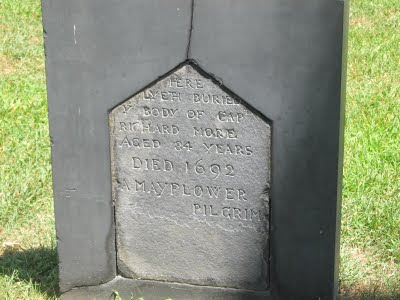 HERE
LYETH BURIED
Y BODY OF CAP
RICHARD MORE
AGED 84 YEARS
DIED 1692
A MAYFLOWER
PILGRIM